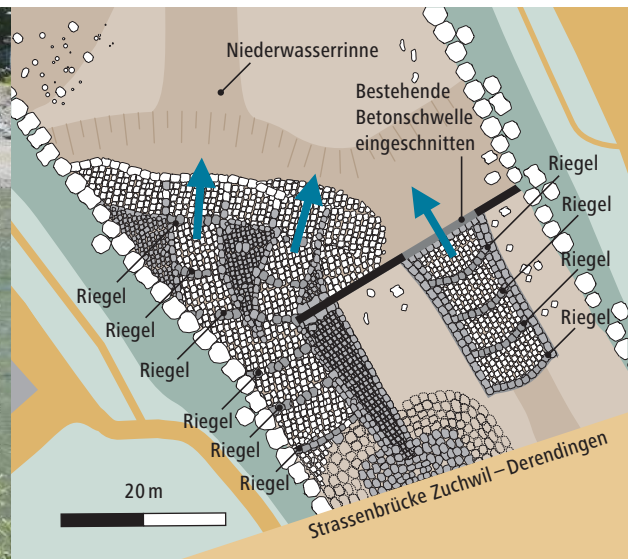 Niederwasserrinne
Bestehende
Betonschwelle
eingeschnitten
Riegel
Riegel
Riegel
Riegel
Riegel
Riegel
Riegel
Riegel
Riegel
Riegel
20 m
Strassenbrücke Zuchwil – Derendingen